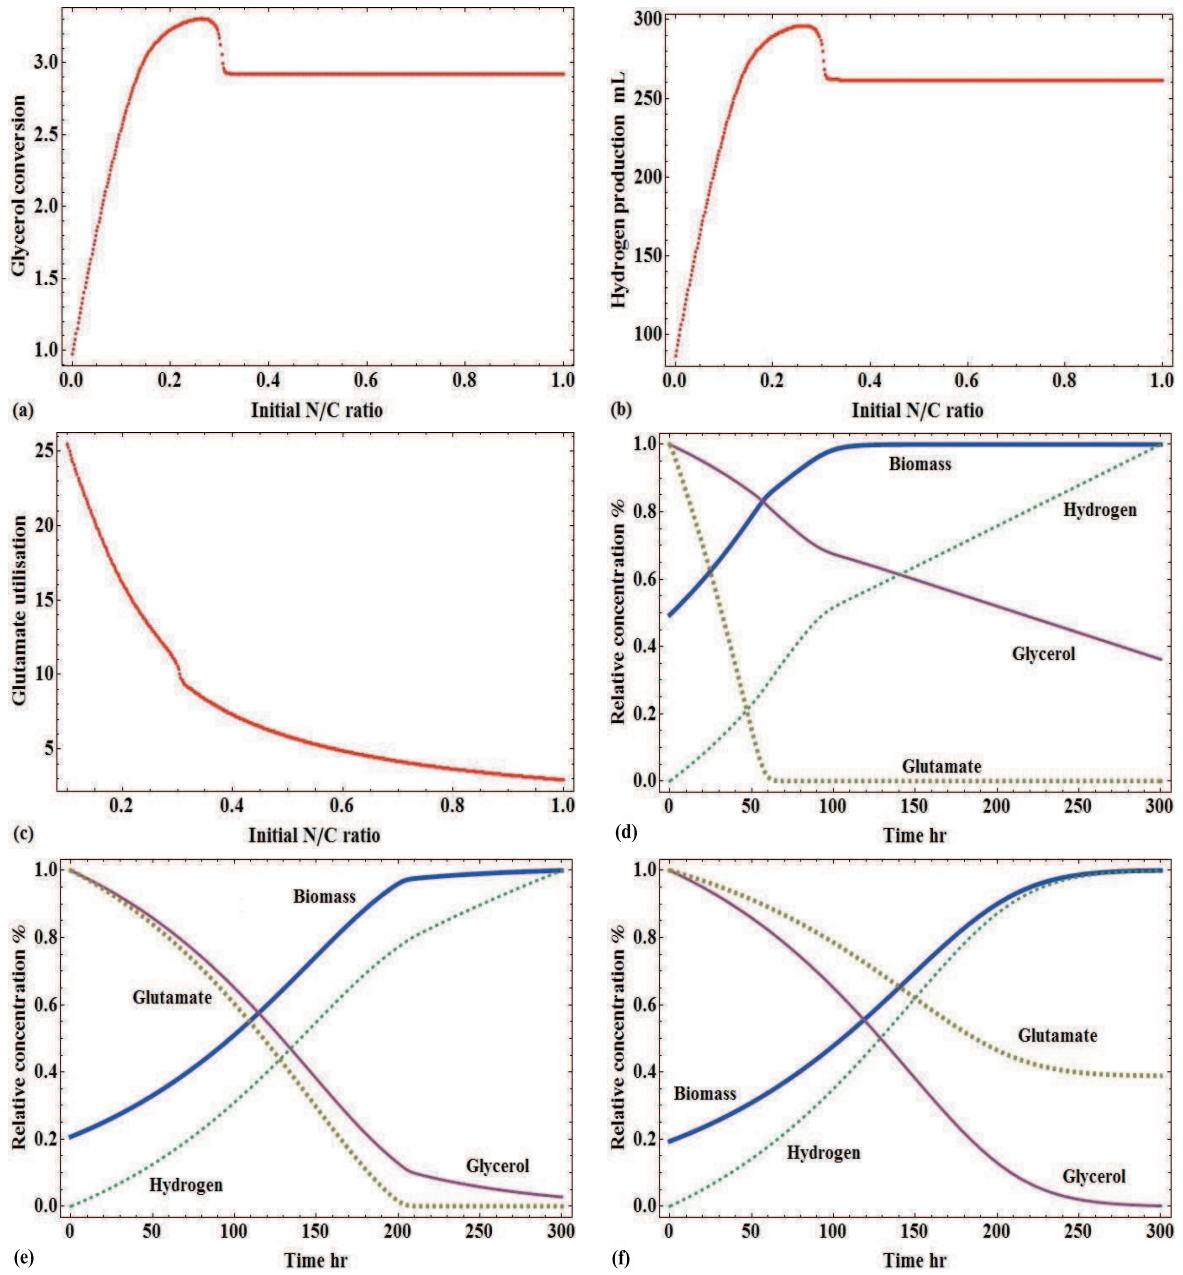 Glycerol conversion
3.0
2.5
2.0
1.5
1.0
0.0 0.2 0.4 0.6 0.8 1.0
(a) Initial N/C ratio
Hydrogen production mL
300
250
200
150
100
0.0 0.2 0.4 0.6 0.8 1.0
(b) Initial N/C ratio
Glutamate utilisation
25
20
15
10
5
0.2 0.4 0.6 0.8 1.0
(c) Initial N/C ratio
Relative concentration %
1.0
0.8
0.6
0.4
0.2
0.0
Biomass
Hydrogen
Glycerol
Glutamate
0 50 100 150 200 250 300
(d) Time hr
Relative concentration %
1.0
0.8
0.6
0.4
0.2
0.0
Biomass
Glutamate
Glycerol
Hydrogen
0 50 100 150 200 250 300
(e) Time hr
Relative concentration %
1.0
0.8
0.6
0.4
0.2
0.0
Glutamate
Biomass
Hydrogen
Glycerol
0 50 100 150 200 250 300
(f) Time hr